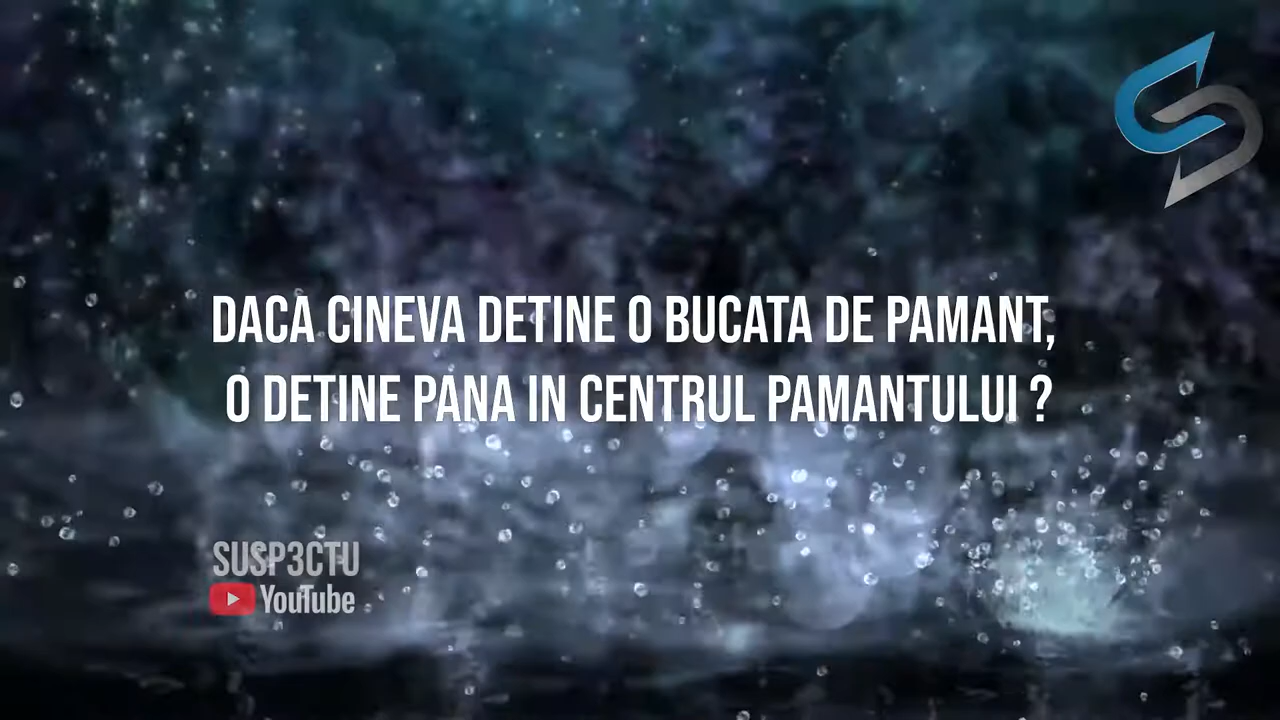 DACA CINEVA DETINE O BUCATA DE PAMANT,
O DETINE PANA IN CENTRUL PAMANTULUI ?
SUSP3CTU
YouTube